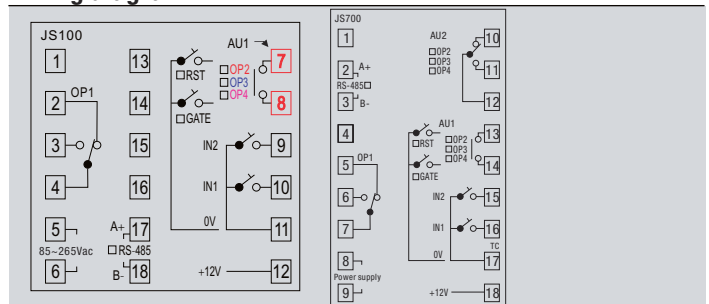 JS100
1 13 AU1 7
□RST □OP2
2 OP1 14 □OP3 8
□OP4
□GATE
3 15 IN2 9
4 16 IN1 10
5 A+ 17 0V 11
85~265Vac □RS-485
6 B- 18 +12V 12
JS700
1 AU2 10
□OP2
2 A+ □OP3 11
□OP4
RS-485□
3 B- 12
4 AU1 13
□RST □OP2
□OP3
5 OP1 □OP4 14
□GATE
6 IN2 15
7 IN1 16
TC
8 0V 17
Power supply
9 +12V 18